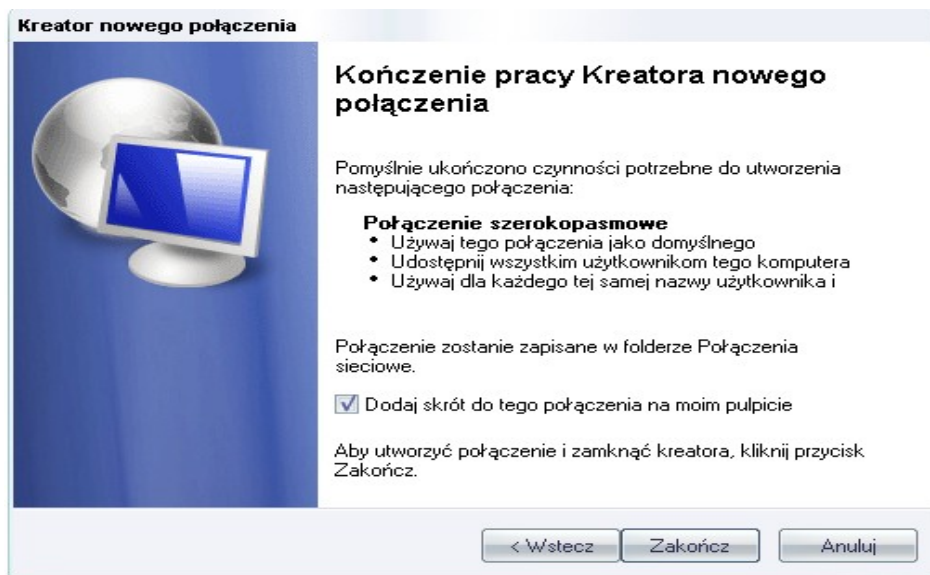 Kreator nowego połączenia
Kończenie pracy Kreatora nowego
połączenia
Pomyślnie ukończono czynności potrzebne do utworzenia
następującego połączenia:
Połączenie szerokopasmowe
• Używaj tego połączenia jako domyślnego
• Udostępnij wszystkim użytkownikom tego komputera
• Używaj dla każdego tej samej nazwy użytkownika i
Połączenie zostanie zapisane w folderze Połączenia
sieciowe.
Dodaj skrót do tego połączenia na moim pulpicie
Aby utworzyć połączenie i zamknąć kreatora, kliknij przycisk
Zakończ.
< Wstecz Zakończ Anuluj